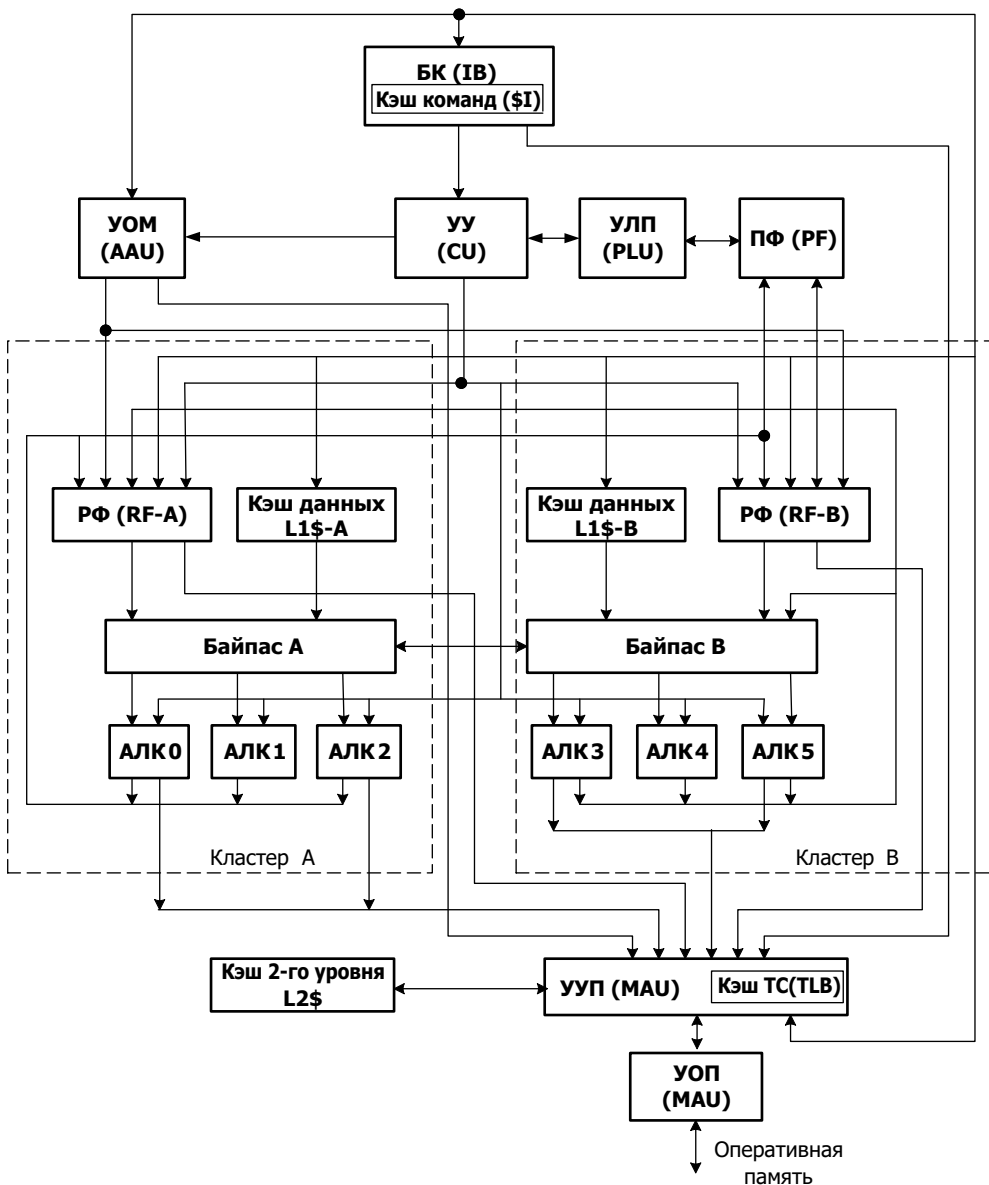 БК (IB)
Кэш команд ($I)
УОМ
(AAU)
УУ
(CU)
УЛП
(PLU)
ПФ (PF)
РФ (RF-A)
Кэш данных
L1$-A
Кэш данных
L1$-B
РФ (RF-B)
Байпас А
Байпас В
АЛК0
АЛК1
АЛК2
АЛК3
АЛК4
АЛК5
Кластер А
Кластер В
Кэш 2-го уровня
L2$
УУП (MAU)
Кэш ТС(TLB)
УОП
(MAU)
Оперативная
память